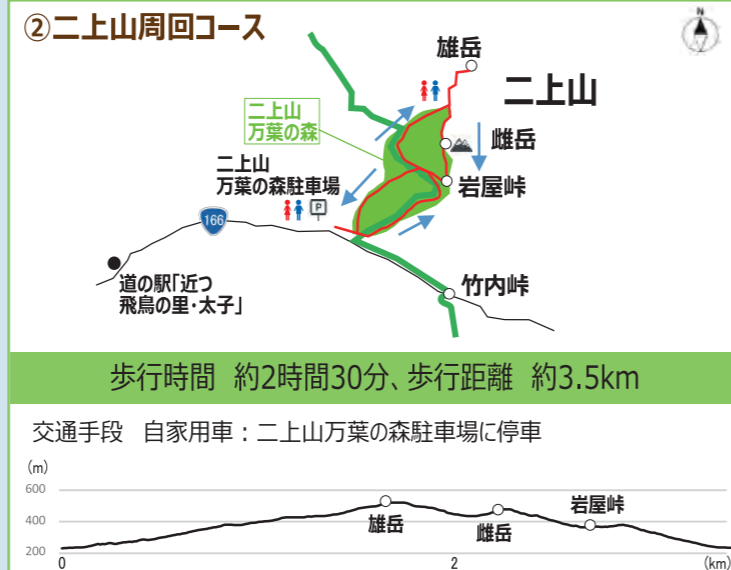 ②二上山周回コース
N
雄岳
二上山
二上山
万葉の森
雌岳
二上山
万葉の森駐車場
P
岩屋峠
166
道の駅「近つ
飛鳥の里・太子」
竹内峠
歩行時間 約2時間30分、歩行距離 約3.5km
交通手段 自家用車：二上山万葉の森駐車場に停車
(m)
600
400
200
雄岳
雌岳
岩屋峠
0
2
(km)